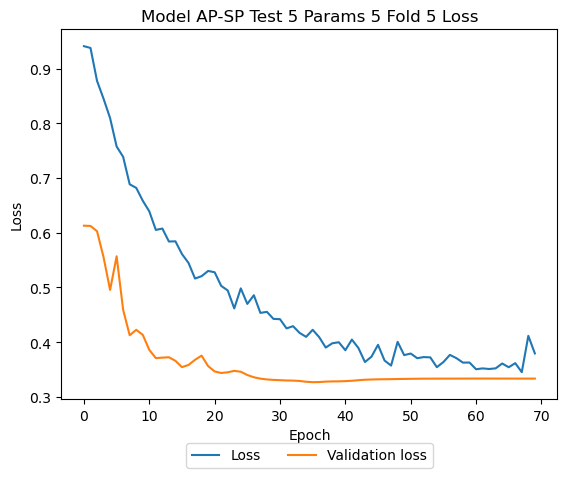 Model AP-SP Test 5 Params 5 Fold 5 Loss
Loss
0.9
0.8
0.7
0.6
0.5
0.4
0.3
0 10 20 30 40 50 60 70
Epoch
Loss Validation loss